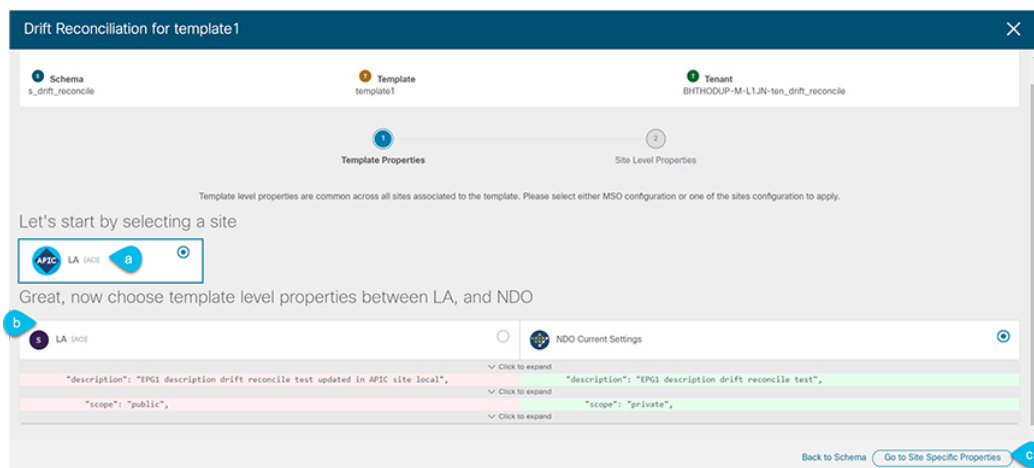 Drift Reconciliation for template1
S Schema
s_drift_reconcile
T Template
template1
T Tenant
BHTHODUP-M-L1JN-ten_drift_reconcile
1
Template Properties
2
Site Level Properties
Template level properties are common across all sites associated to the template. Please select either MSO configuration or one of the sites configuration to apply.
Let's start by selecting a site
APIC LA (ACI) a
Great, now choose template level properties between LA, and NDO
b
S LA (ACI)
NDO Current Settings
Click to expand
"description": "EPG1 description drift reconcile test updated in APIC site local", "description": "EPG1 description drift reconcile test",
Click to expand
"scope": "public", "scope": "private",
Click to expand
Back to Schema Go to Site Specific Properties c